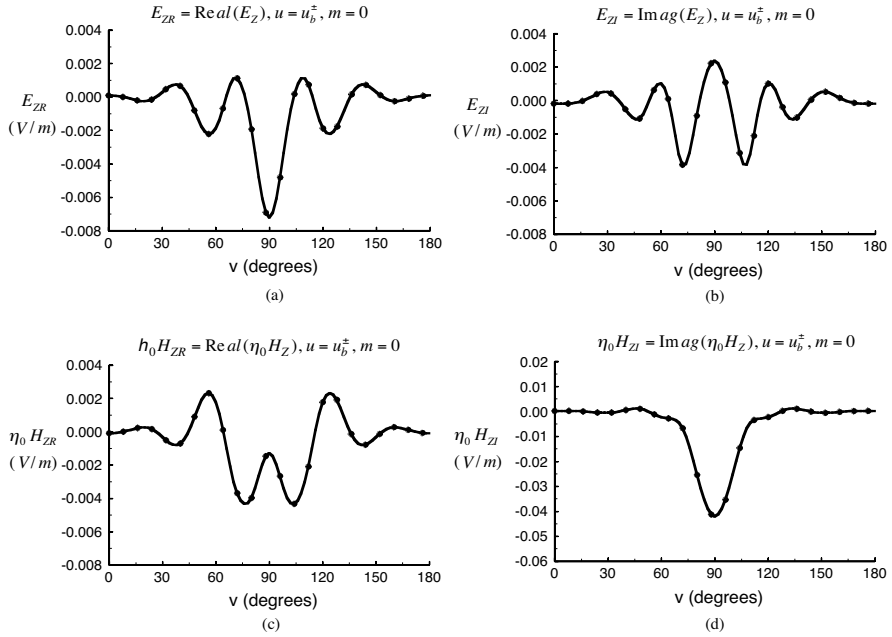 E_ZR = Real(E_Z), u = u_b^±, m = 0
0.004
0.002
0.000
-0.002
-0.004
-0.006
-0.008
E_ZR
(V/m)
0 30 60 90 120 150 180
v (degrees)
(a)
E_ZI = Imag(E_Z), u = u_b^±, m = 0
0.004
0.002
0.000
-0.002
-0.004
-0.006
-0.008
E_ZI
(V/m)
0 30 60 90 120 150 180
v (degrees)
(b)
h_0 H_ZR = Real(η_0 H_Z), u = u_b^±, m = 0
0.004
0.002
0.000
-0.002
-0.004
-0.006
-0.008
η_0 H_ZR
(V/m)
0 30 60 90 120 150 180
v (degrees)
(c)
η_0 H_ZI = Imag(η_0 H_Z), u = u_b^±, m = 0
0.02
0.01
0.00
-0.01
-0.02
-0.03
-0.04
-0.05
-0.06
η_0 H_ZI
(V/m)
0 30 60 90 120 150 180
v (degrees)
(d)